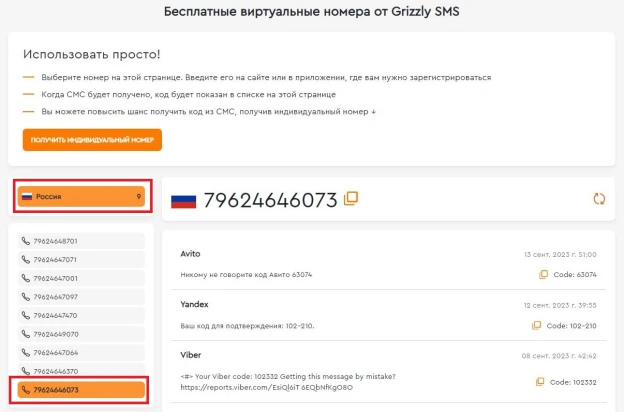 Бесплатные виртуальные номера от Grizzly SMS
Использовать просто!
Выберите номер на этой странице. Введите его на сайте или в приложении, где вам нужно зарегистрироваться
Когда СМС будет получено, код будет показан в списке на этой странице
Вы можете повысить шанс получить код из СМС, получив индивидуальный номер ↓
ПОЛУЧИТЬ ИНДИВИДУАЛЬНЫЙ НОМЕР
Россия 9
79624648701
79624647071
79624647001
79624647097
79624647470
79624649070
79624647064
79624646370
79624646073
79624646073
Avito 13 сент. 2023 г. 51:00
Никому не говорите код Авито 63074 Code: 63074
Yandex 12 сент. 2023 г. 39:55
Ваш код для подтверждения: 102-210. Code: 102-210
Viber 08 сент. 2023 г. 42:42
<#> Your Viber code: 102332 Getting this message by mistake?
https://reports.viber.com/EsiQj6iT 6EQbNfKgO8O Code: 102332